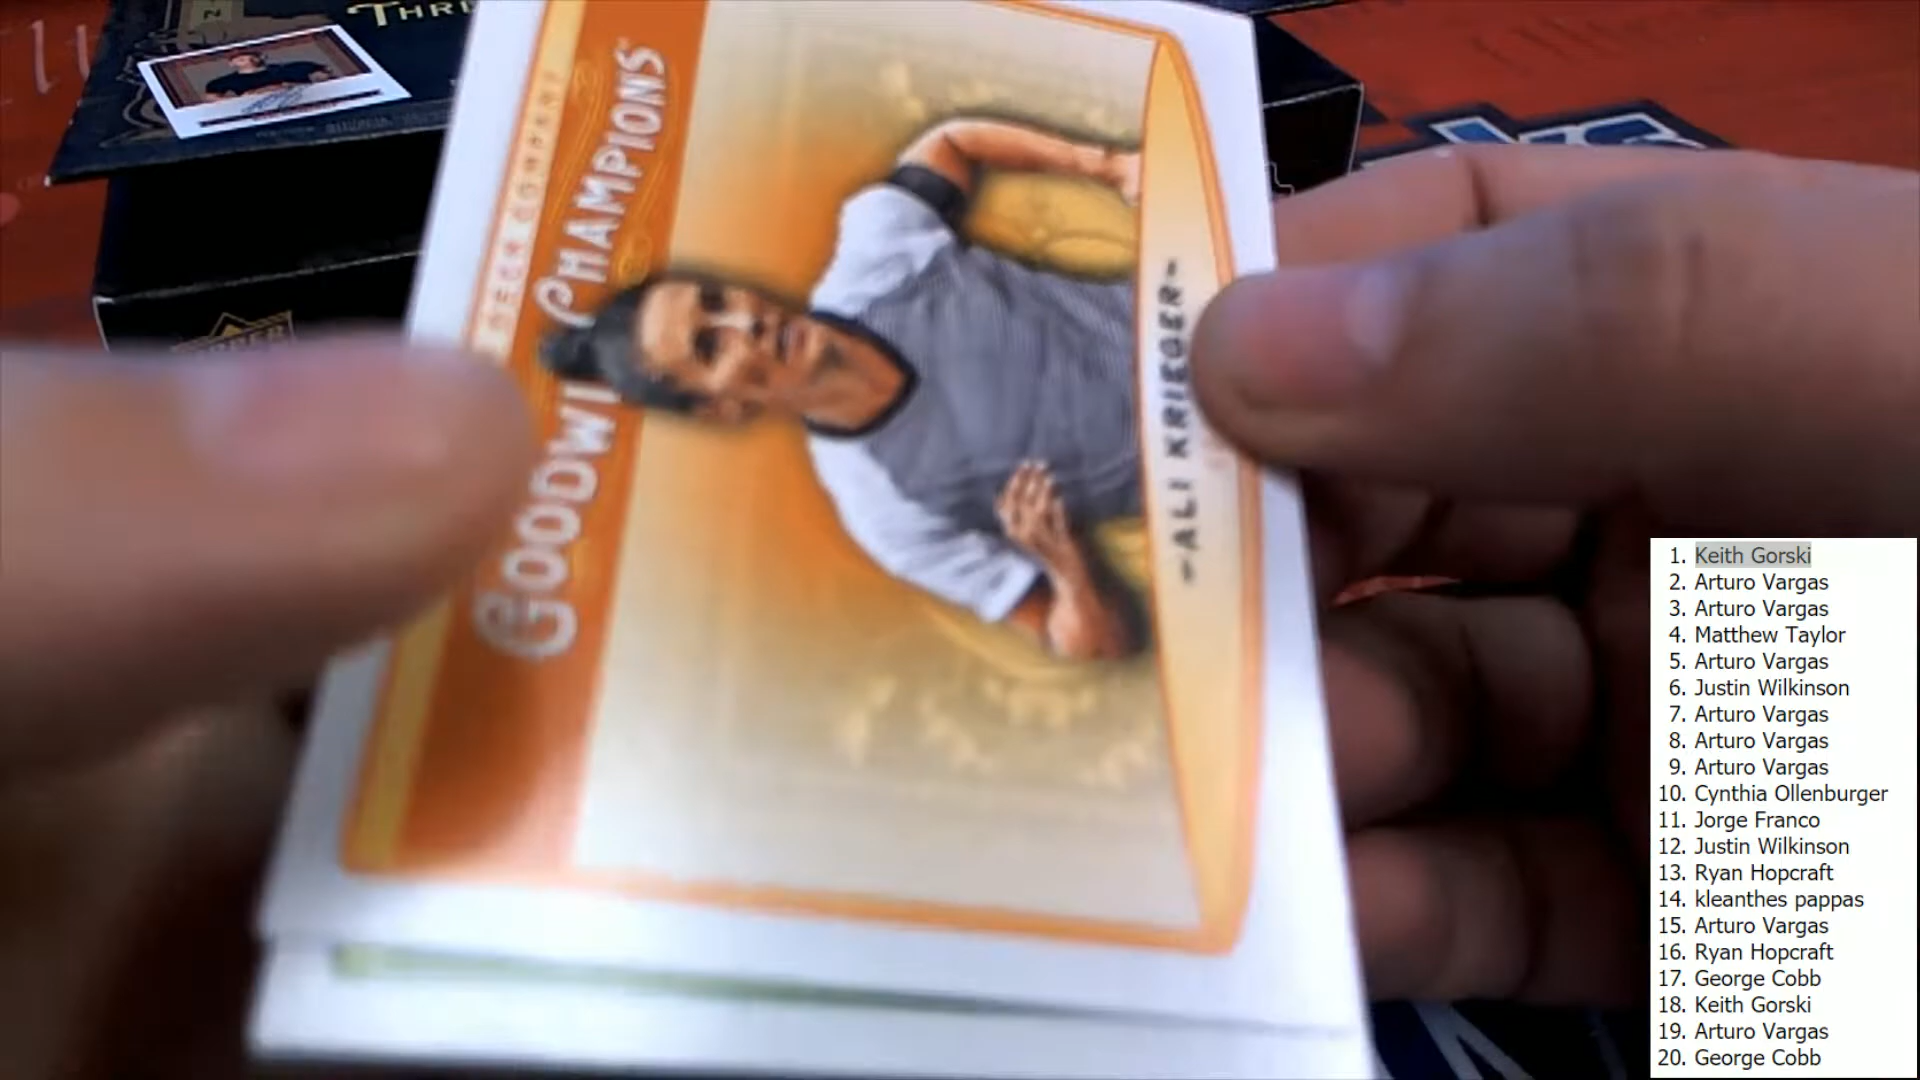 THRI
DECK COMPANY
GOODWI CHAMPIONS
-ALI KRIEGER-
1. Keith Gorski
2. Arturo Vargas
3. Arturo Vargas
4. Matthew Taylor
5. Arturo Vargas
6. Justin Wilkinson
7. Arturo Vargas
8. Arturo Vargas
9. Arturo Vargas
10. Cynthia Ollenburger
11. Jorge Franco
12. Justin Wilkinson
13. Ryan Hopcraft
14. kleanthes pappas
15. Arturo Vargas
16. Ryan Hopcraft
17. George Cobb
18. Keith Gorski
19. Arturo Vargas
20. George Cobb